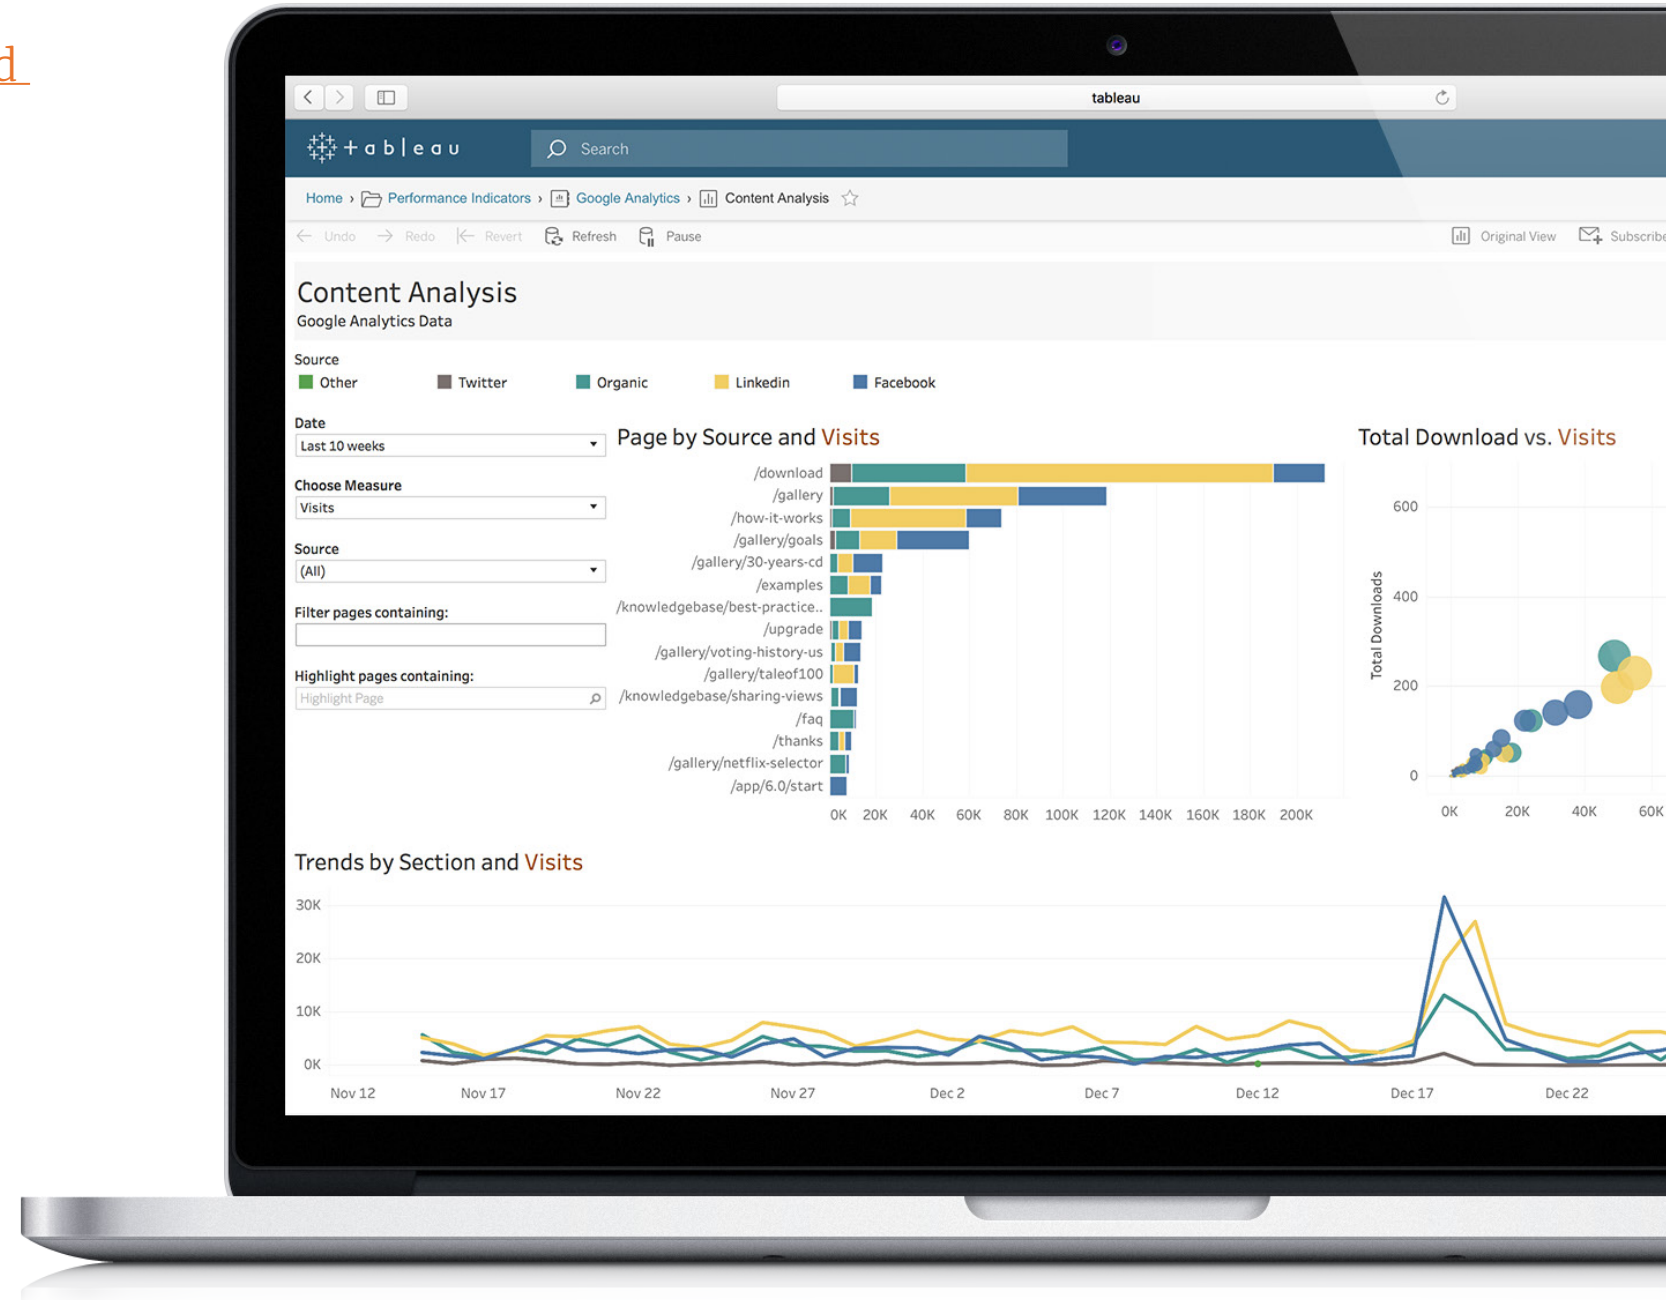 d
tableau
+ableau
Search
Home › Performance Indicators › Google Analytics › Content Analysis
Undo Redo Revert Refresh Pause Original View Subscribe
Content Analysis
Google Analytics Data
Source
Other Twitter Organic Linkedin Facebook
Date
Last 10 weeks
Choose Measure
Visits
Source
(All)
Filter pages containing:
Highlight pages containing:
Highlight Page
Page by Source and Visits
/download
/gallery
/how-it-works
/gallery/goals
/gallery/30-years-cd
/examples
/knowledgebase/best-practice..
/upgrade
/gallery/voting-history-us
/gallery/taleof100
/knowledgebase/sharing-views
/faq
/thanks
/gallery/netflix-selector
/app/6.0/start
0K 20K 40K 60K 80K 100K 120K 140K 160K 180K 200K
Total Download vs. Visits
Total Downloads
600
400
200
0
0K 20K 40K 60K
Trends by Section and Visits
30K
20K
10K
0K
Nov 12 Nov 17 Nov 22 Nov 27 Dec 2 Dec 7 Dec 12 Dec 17 Dec 22